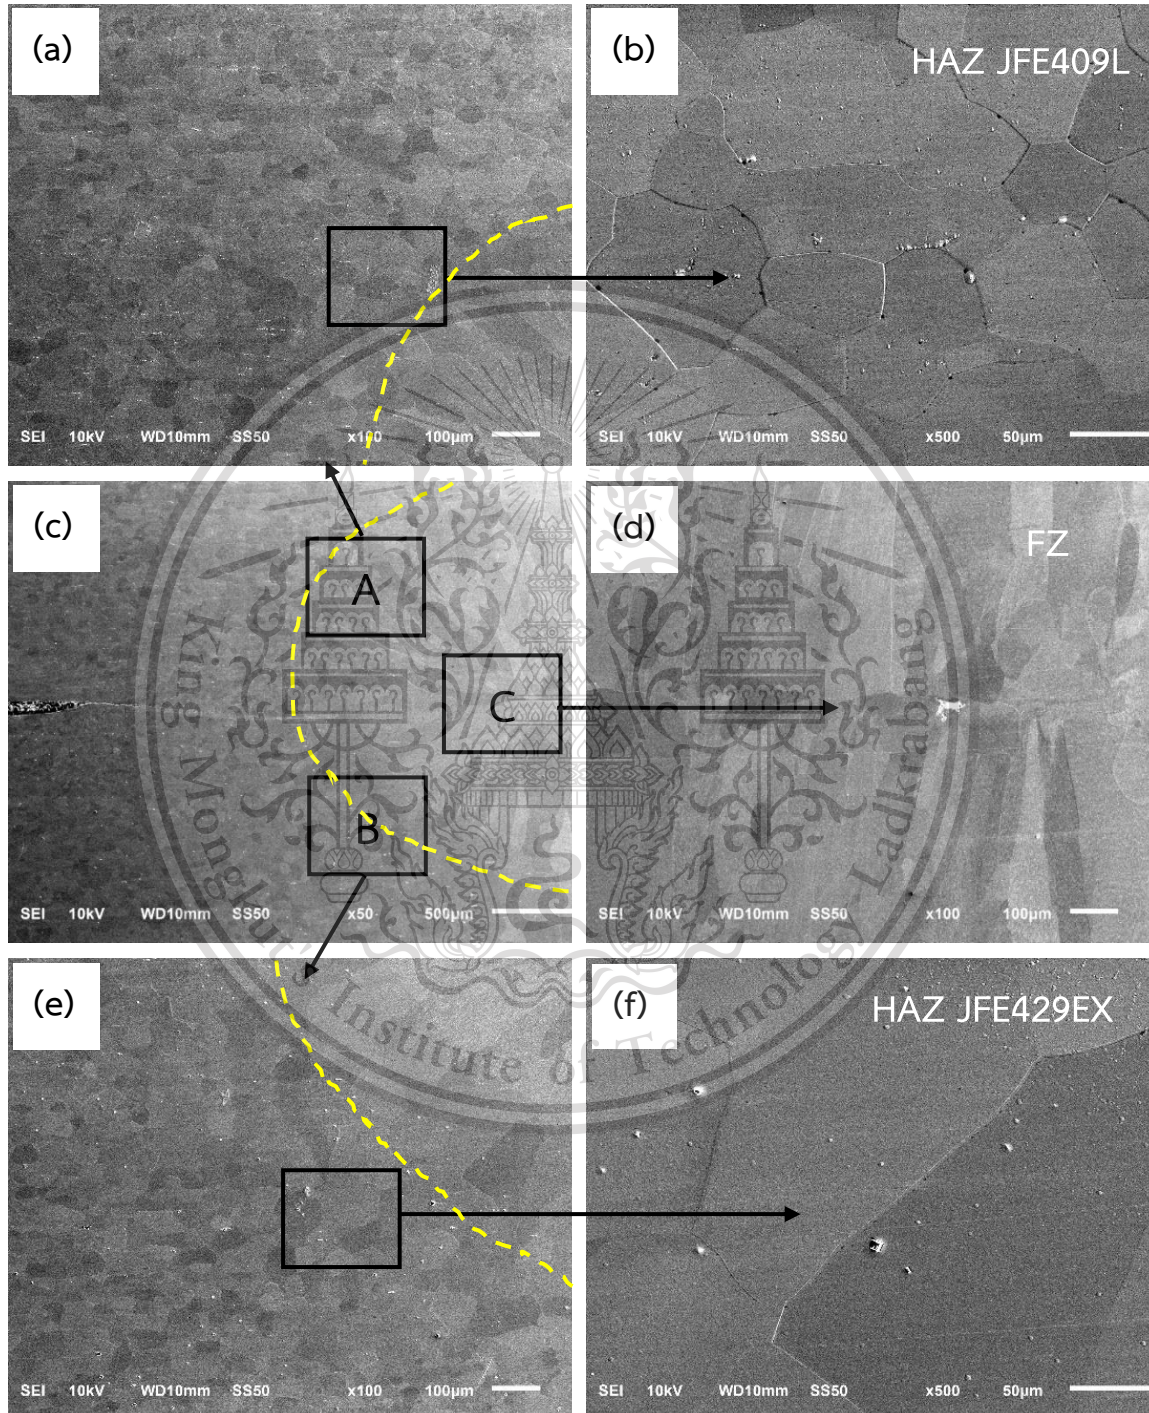 (a)
SEI 10kV WD10mm SS50 x100 100µm
(b)
HAZ JFE409L
SEI 10kV WD10mm SS50 x500 50µm
(c)
A
C
B
SEI 10kV WD10mm SS50 x50 500µm
(d)
FZ
SEI 10kV WD10mm SS50 x100 100µm
(e)
SEI 10kV WD10mm SS50 x100 100µm
(f)
HAZ JFE429EX
SEI 10kV WD10mm SS50 x500 50µm
King Mongkut's Institute of Technology Ladkrabang